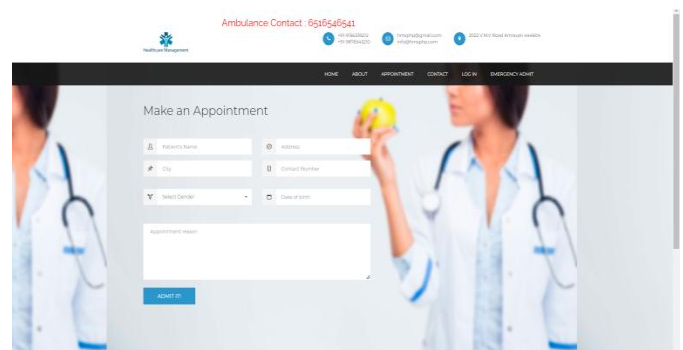 Ambulance Contact : 6516546541
Healthcare Management
HOME ABOUT APPOINTMENT CONTACT LOG IN EMERGENCY ADMIT
Make an Appointment
Patient's Name
Address
City
Contact Number
Select Gender
Date of birth
Appointment reason
ADMIT IT!